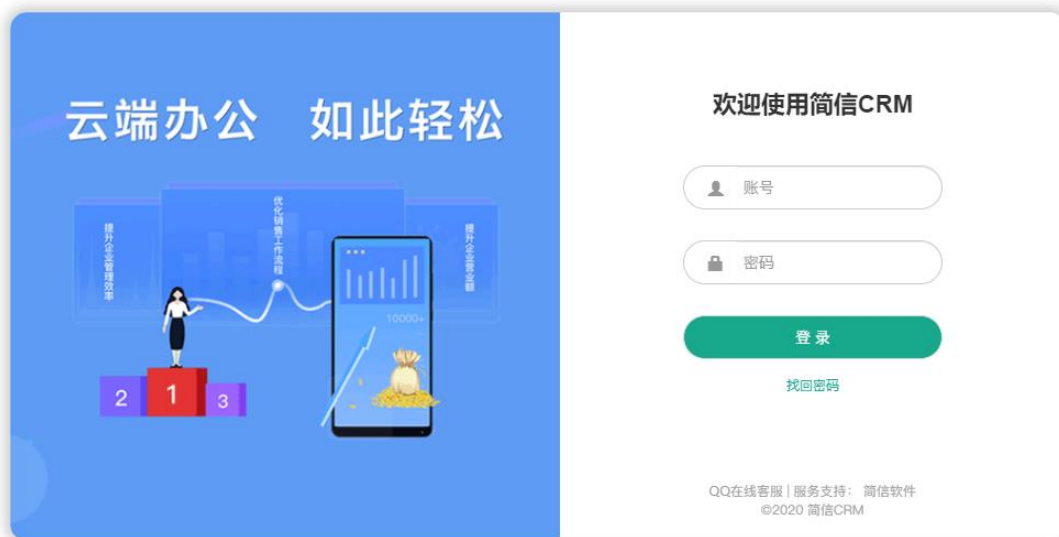 云端办公 如此轻松
提升企业管理效率
优化销售工作流程
提升企业营业额
10000+
2
1
3
欢迎使用简信CRM
账号
密码
登 录
找回密码
QQ在线客服 | 服务支持： 简信软件
©2020 简信CRM